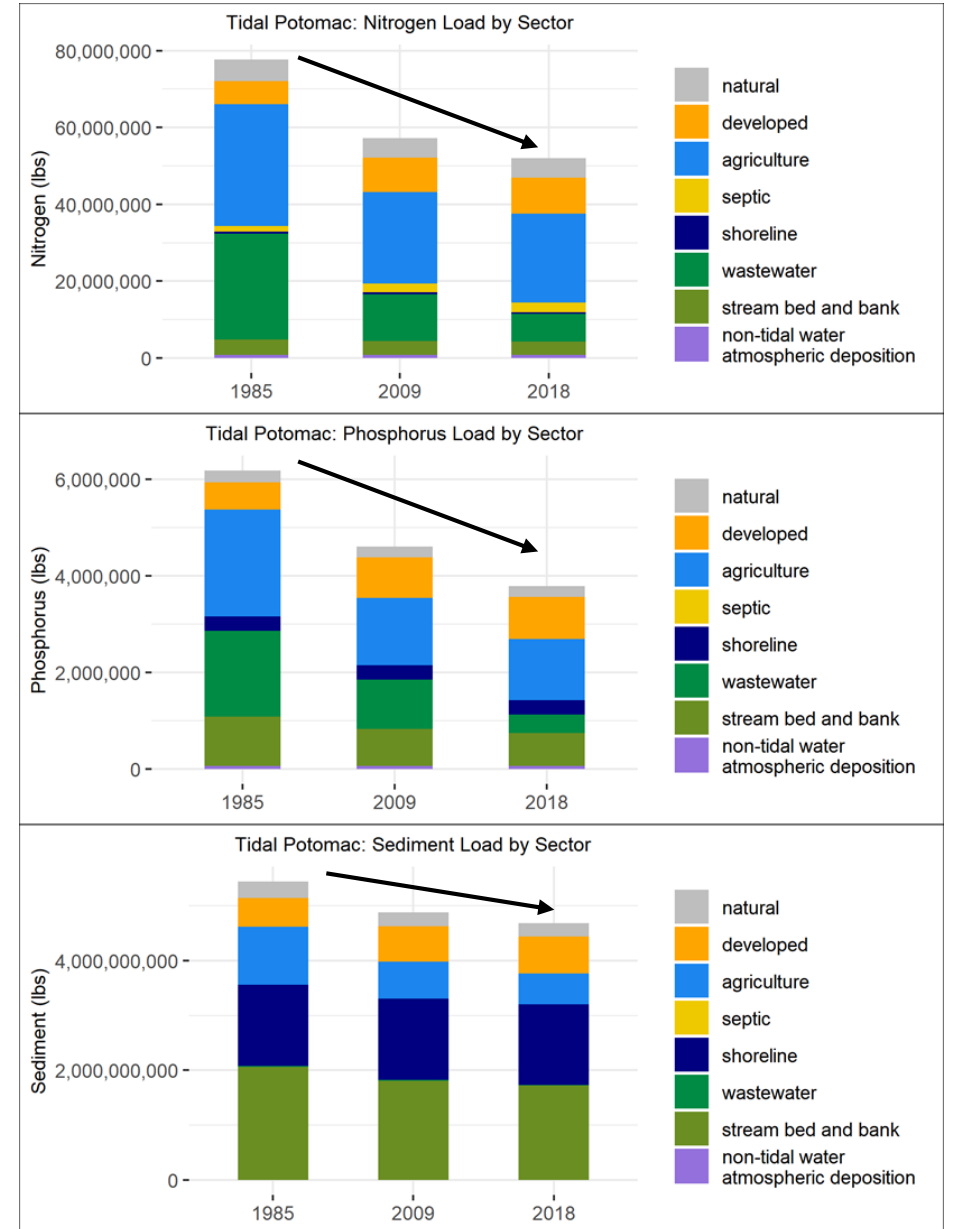 Tidal Potomac: Nitrogen Load by Sector
Nitrogen (lbs)
80,000,000
60,000,000
40,000,000
20,000,000
0
1985
2009
2018
natural
developed
agriculture
septic
shoreline
wastewater
stream bed and bank
non-tidal water
atmospheric deposition
Tidal Potomac: Phosphorus Load by Sector
Phosphorus (lbs)
6,000,000
4,000,000
2,000,000
0
1985
2009
2018
natural
developed
agriculture
septic
shoreline
wastewater
stream bed and bank
non-tidal water
atmospheric deposition
Tidal Potomac: Sediment Load by Sector
Sediment (lbs)
4,000,000,000
2,000,000,000
0
1985
2009
2018
natural
developed
agriculture
septic
shoreline
wastewater
stream bed and bank
non-tidal water
atmospheric deposition